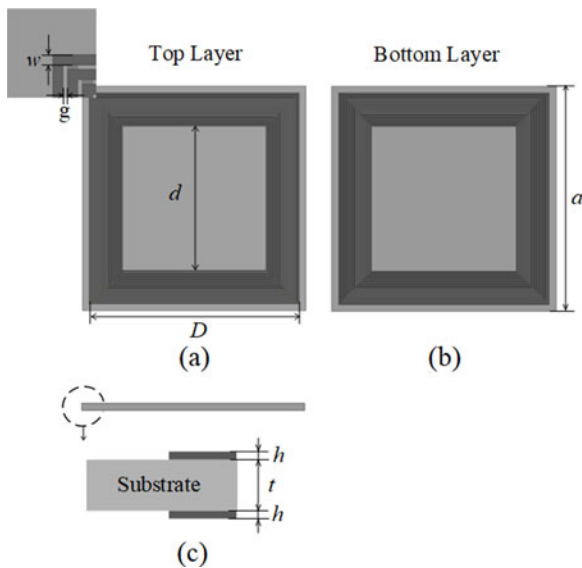 Top Layer
Bottom Layer
w
g
d
a
D
(a)
(b)
h
Substrate
t
h
(c)